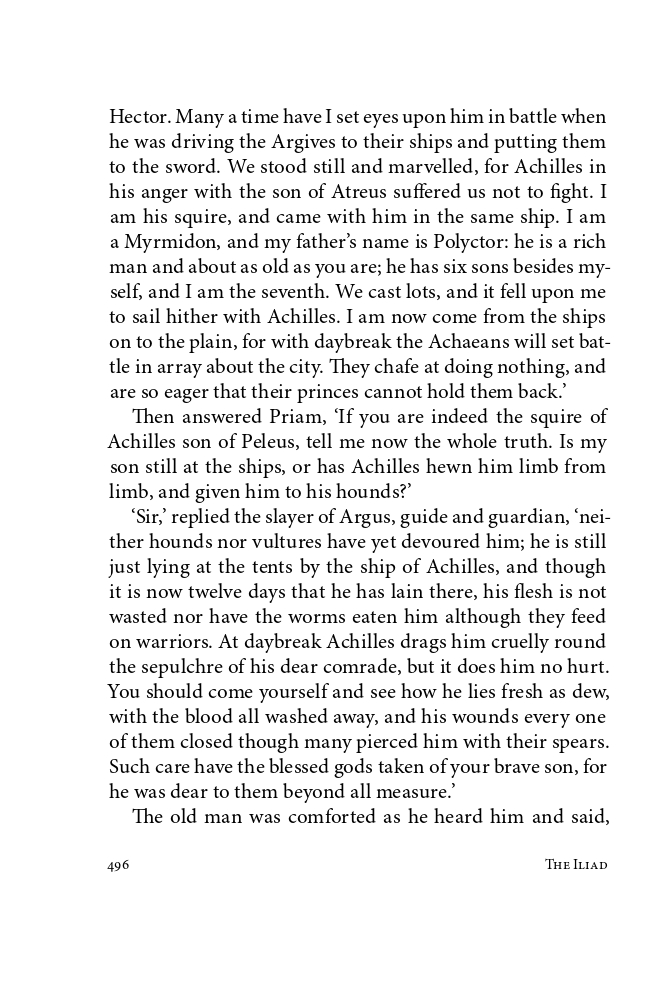 Hector. Many a time have I set eyes upon him in battle when
he was driving the Argives to their ships and putting them
to the sword. We stood still and marvelled, for Achilles in
his anger with the son of Atreus suffered us not to fight. I
am his squire, and came with him in the same ship. I am
a Myrmidon, and my father’s name is Polyctor: he is a rich
man and about as old as you are; he has six sons besides my-
self, and I am the seventh. We cast lots, and it fell upon me
to sail hither with Achilles. I am now come from the ships
on to the plain, for with daybreak the Achaeans will set bat-
tle in array about the city. They chafe at doing nothing, and
are so eager that their princes cannot hold them back.’
Then answered Priam, ‘If you are indeed the squire of
Achilles son of Peleus, tell me now the whole truth. Is my
son still at the ships, or has Achilles hewn him limb from
limb, and given him to his hounds?’
‘Sir,’ replied the slayer of Argus, guide and guardian, ‘nei-
ther hounds nor vultures have yet devoured him; he is still
just lying at the tents by the ship of Achilles, and though
it is now twelve days that he has lain there, his flesh is not
wasted nor have the worms eaten him although they feed
on warriors. At daybreak Achilles drags him cruelly round
the sepulchre of his dear comrade, but it does him no hurt.
You should come yourself and see how he lies fresh as dew,
with the blood all washed away, and his wounds every one
of them closed though many pierced him with their spears.
Such care have the blessed gods taken of your brave son, for
he was dear to them beyond all measure.’
The old man was comforted as he heard him and said,
496 The Iliad